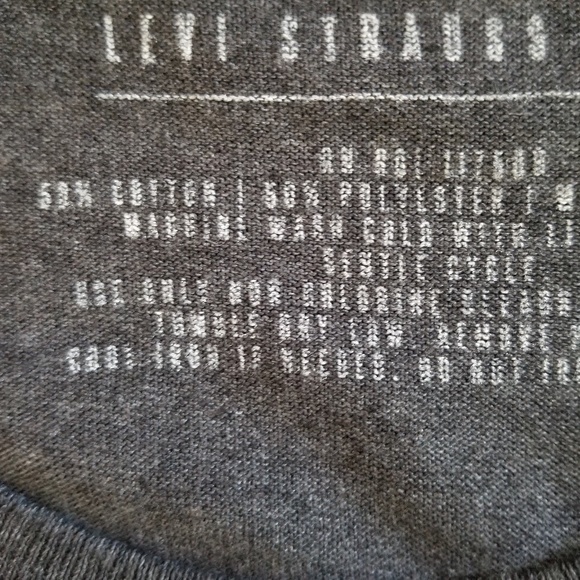 LEVI STRAUSS
50% COTTON | 50% POLYESTER |
MACHINE WASH COLD WITH
GENTLE CYCLE
USE ONLY NON CHLORINE
TUMBLE DRY LOW. REMOVE
COOL IRON IF NEEDED. DO NOT